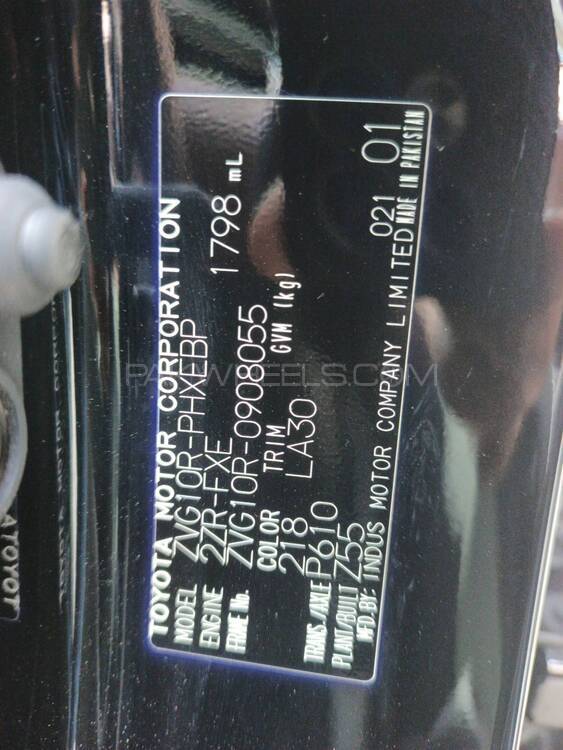 TOYOTA MOTOR CORPORATION
MODEL ZVG10R-PHXEBP
ENGINE 2ZR-FXE 1798 mL
FRAME No. ZVG10R-0908055
COLOR TRIM GVM (kg)
218 LA30
TRANS./AXLE P610
PLANT/BUILT Z55 021 01
MFD.BY: INDUS MOTOR COMPANY LIMITED MADE IN PAKISTAN
PAKWHEELS.COM